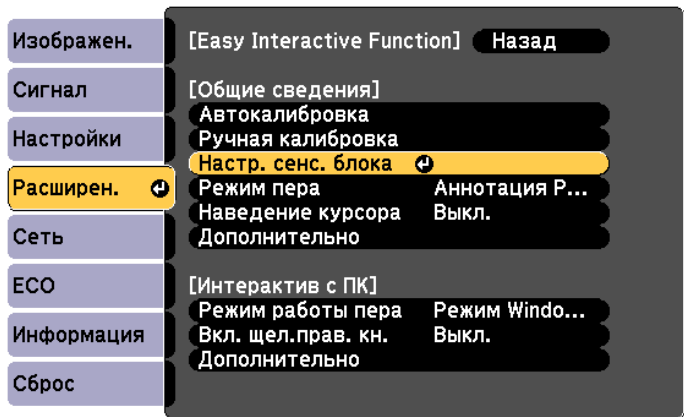 Изображен.
Сигнал
Настройки
Расширен.
Сеть
ECO
Информация
Сброс
[Easy Interactive Function] Назад
[Общие сведения]
Автокалибровка
Ручная калибровка
Настр. сенс. блока
Режим пера Аннотация P...
Наведение курсора Выкл.
Дополнительно
[Интерактив с ПК]
Режим работы пера Режим Windo...
Вкл. щел.прав. кн. Выкл.
Дополнительно